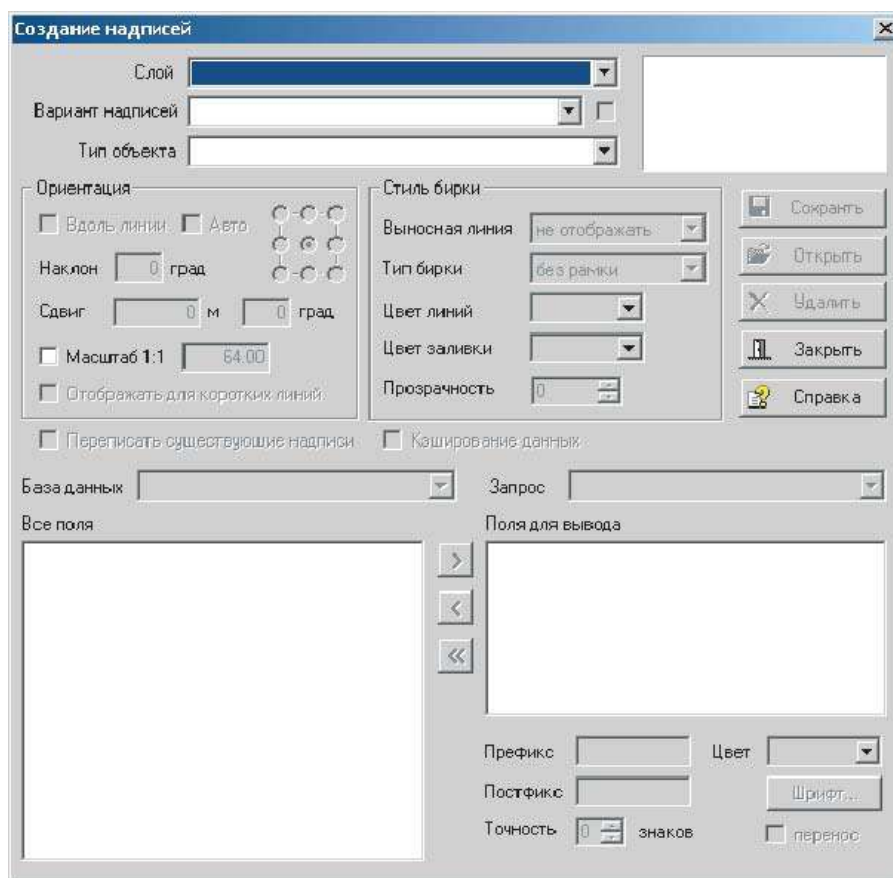 Создание надписей
Слой
Вариант надписей
Тип объекта
Ориентация
Вдоль линии Авто
Наклон 0 град
Сдвиг 0 м 0 град
Масштаб 1:1 64.00
Отображать для коротких линий
Стиль бирки
Выносная линия не отображать
Тип бирки без рамки
Цвет линий
Цвет заливки
Прозрачность 0
Сохранть
Открыть
Удалить
Закрыть
Справка
Переписать существующие надписи Кэширование данных
База данных Запрос
Все поля Поля для вывода
> 
<
<<
Префикс Цвет
Постфикс Шрифт...
Точность 0 знаков перенос